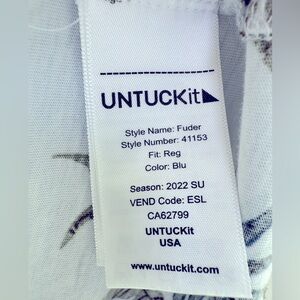 UNTUCKit
Style Name: Fuder
Style Number: 41153
Fit: Reg
Color: Blu
Season: 2022 SU
VEND Code: ESL
CA62799
UNTUCKit
USA
www.untuckit.com